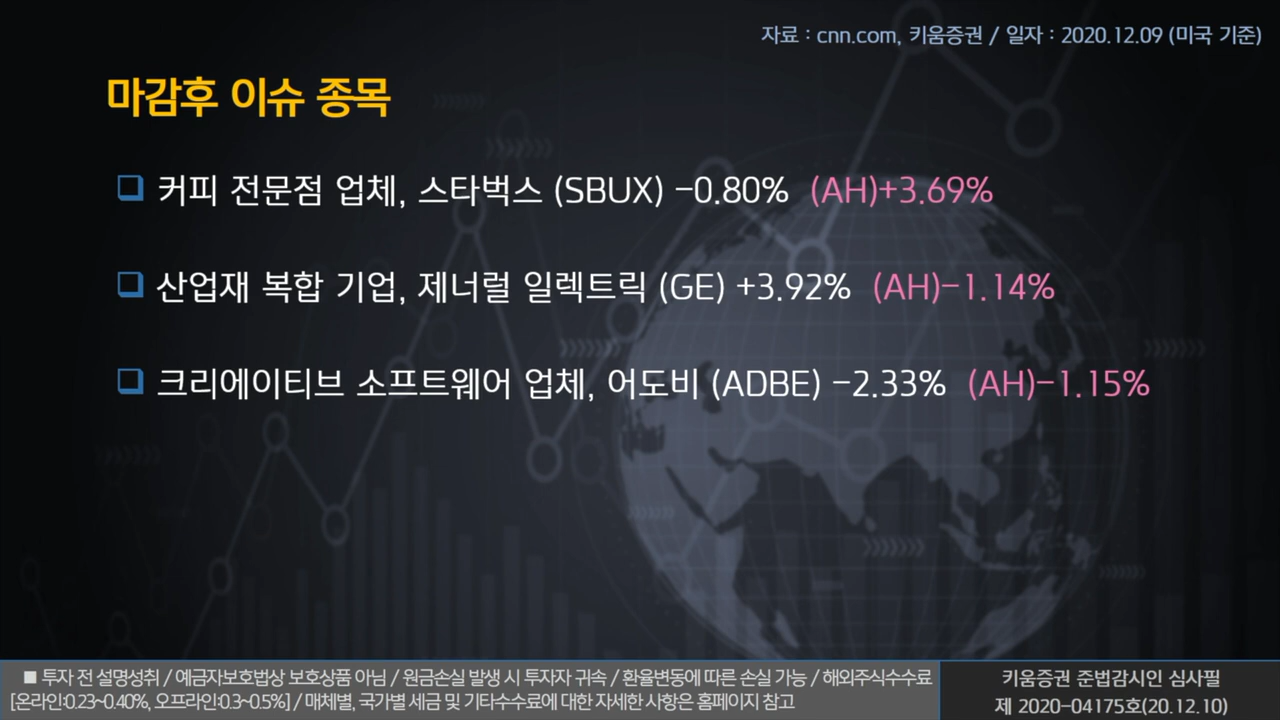 자료 : cnn.com, 키움증권 / 일자 : 2020.12.09 (미국 기준)
마감후 이슈 종목
❑ 커피 전문점 업체, 스타벅스 (SBUX) -0.80% (AH)+3.69%
❑ 산업재 복합 기업, 제너럴 일렉트릭 (GE) +3.92% (AH)-1.14%
❑ 크리에이티브 소프트웨어 업체, 어도비 (ADBE) -2.33% (AH)-1.15%
■ 투자 전 설명성취 / 예금자보호법상 보호상품 아님 / 원금손실 발생 시 투자자 귀속 / 환율변동에 따른 손실 가능 / 해외주식수수료
[온라인:0.23~0.40%, 오프라인:0.3~0.5%] / 매체별, 국가별 세금 및 기타수수료에 대한 자세한 사항은 홈페이지 참고
키움증권 준법감시인 심사필
제 2020-04175호(20.12.10)